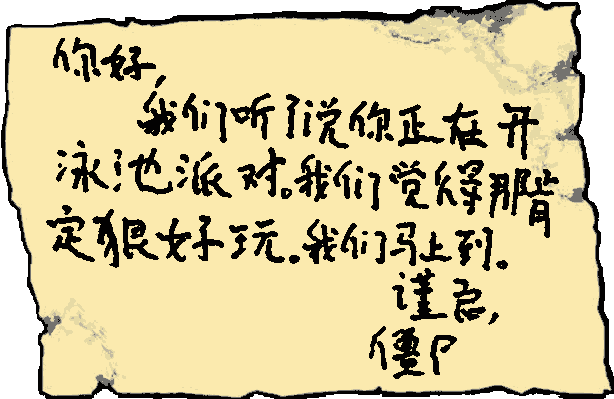 你好,
我们听说你正在开
泳池派对。我们觉得那肯
定狠好玩。我们马上到。
谨启,
僵尸